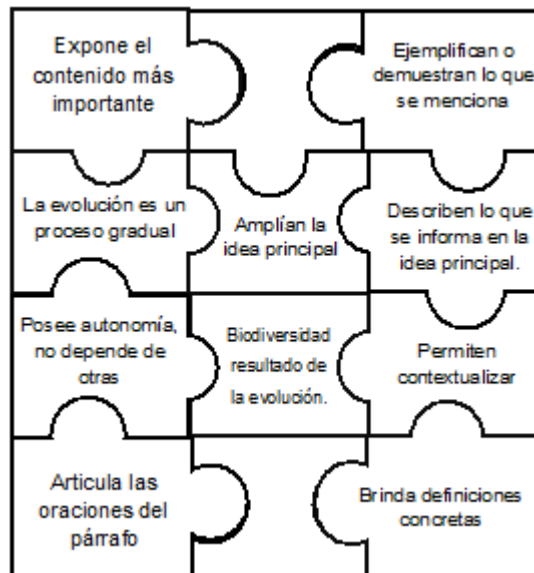 Expone el
contenido más
importante
Ejemplifican o
demuestran lo que
se menciona
La evolución es un
proceso gradual
Amplían la
idea principal
Describen lo que
se informa en la
idea principal.
Posee autonomía,
no depende de
otras
Biodiversidad
resultado de
la evolución.
Permiten
contextualizar
Articula las
oraciones del
párrafo
Brinda definiciones
concretas